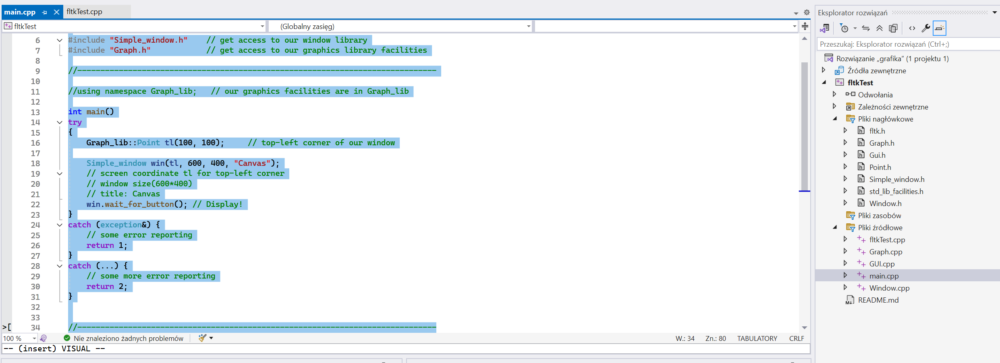 main.cpp
fltkTest.cpp
fltkTest
(Globalny zasięg)
6 #include "Simple_window.h"    // get access to our window library
7 #include "Graph.h"            // get access to our graphics library facilities
8
9 //------------------------------------------------------------------------------
10
11 //using namespace Graph_lib;   // our graphics facilities are in Graph_lib
12
13 int main()
14 try
15 {
16     Graph_lib::Point tl(100, 100);     // top-left corner of our window
17
18     Simple_window win(tl, 600, 400, "Canvas");
19     // screen coordinate tl for top-left corner
20     // window size(600*400)
21     // title: Canvas
22     win.wait_for_button(); // Display!
23 }
24 catch (exception&) {
25     // some error reporting
26     return 1;
27 }
28 catch (...) {
29     // some more error reporting
30     return 2;
31 }
32
33
>[ 34 //------------------------------------------------------------------------------
100 %
Nie znaleziono żadnych problemów
W.: 34
Zn.: 80
TABULATORY
CRLF
-- (insert) VISUAL --
Eksplorator rozwiązań
Przeszukaj: Eksplorator rozwiązań (Ctrl+;)
Rozwiązanie „grafika” (1 projektu 1)
Źródła zewnętrzne
fltkTest
Odwołania
Zależności zewnętrzne
Pliki nagłówkowe
fltk.h
Graph.h
Gui.h
Point.h
Simple_window.h
std_lib_facilities.h
Window.h
Pliki zasobów
Pliki źródłowe
fltkTest.cpp
Graph.cpp
GUI.cpp
main.cpp
Window.cpp
README.md